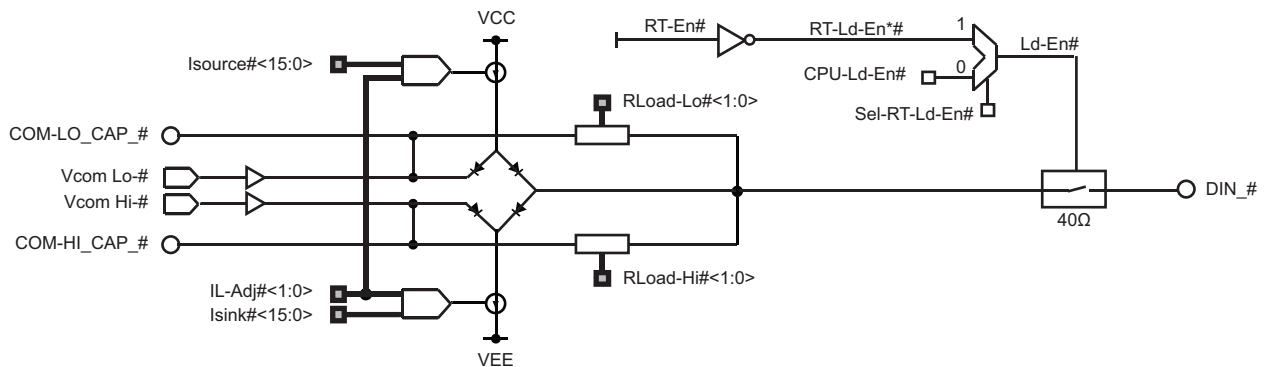 VCC
RT-En#
RT-Ld-En*#
1
Ld-En#
Isource#<15:0>
0
CPU-Ld-En#
RLoad-Lo#<1:0>
Sel-RT-Ld-En#
COM-LO_CAP_#
Vcom Lo-#
Vcom Hi-#
DIN_#
40Ω
COM-HI_CAP_#
RLoad-Hi#<1:0>
IL-Adj#<1:0>
Isink#<15:0>
VEE